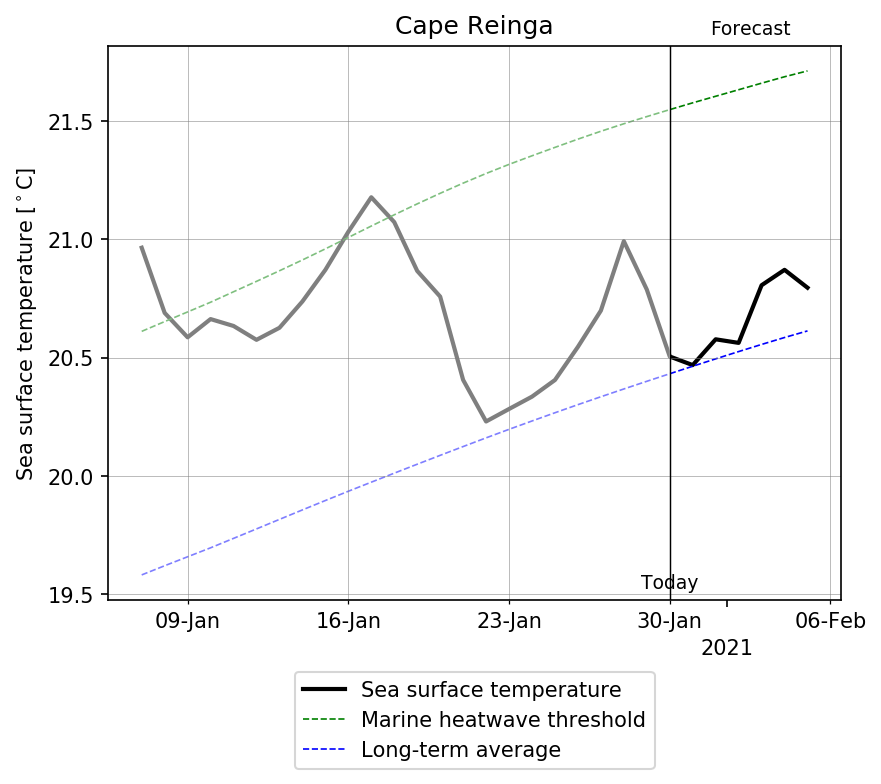 Cape Reinga
Forecast
Sea surface temperature [°C]
21.5
21.0
20.5
20.0
19.5
Today
09-Jan
16-Jan
23-Jan
30-Jan
06-Feb
2021
Sea surface temperature
Marine heatwave threshold
Long-term average